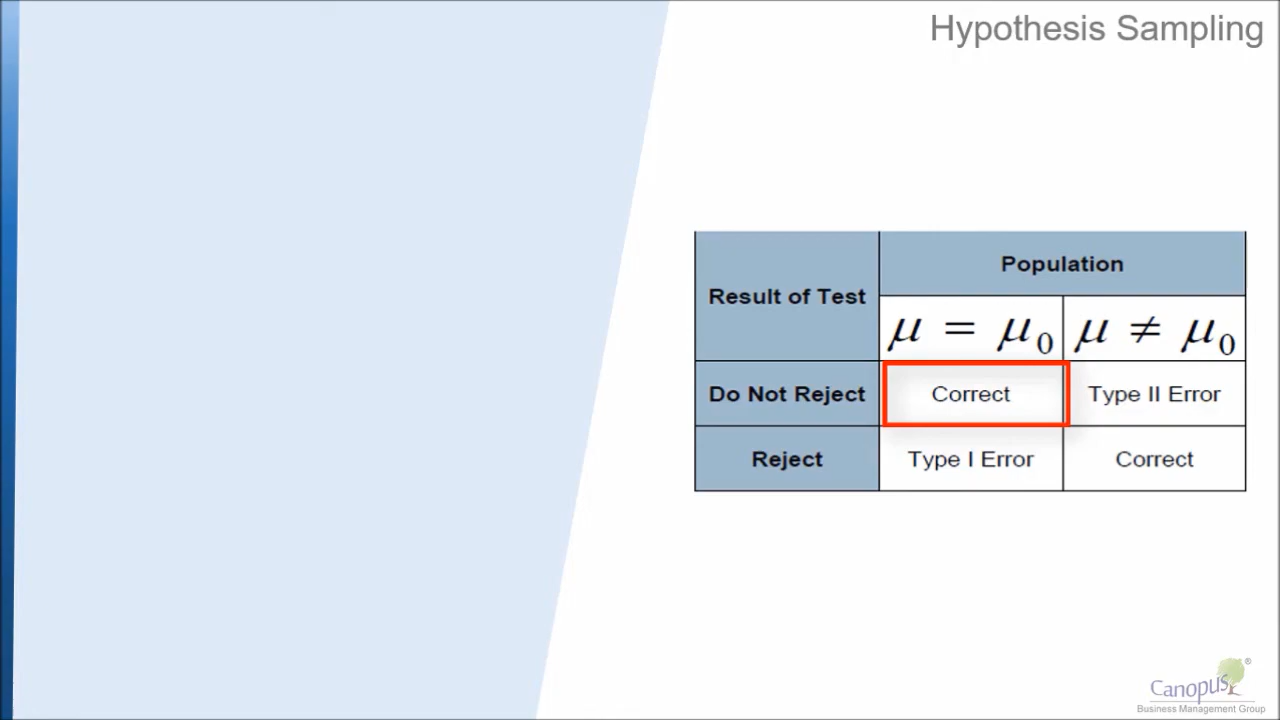 Hypothesis Sampling
Population
Result of Test
μ = μ0 μ ≠ μ0
Do Not Reject Correct Type II Error
Reject Type I Error Correct
Canopus®
Business Management Group